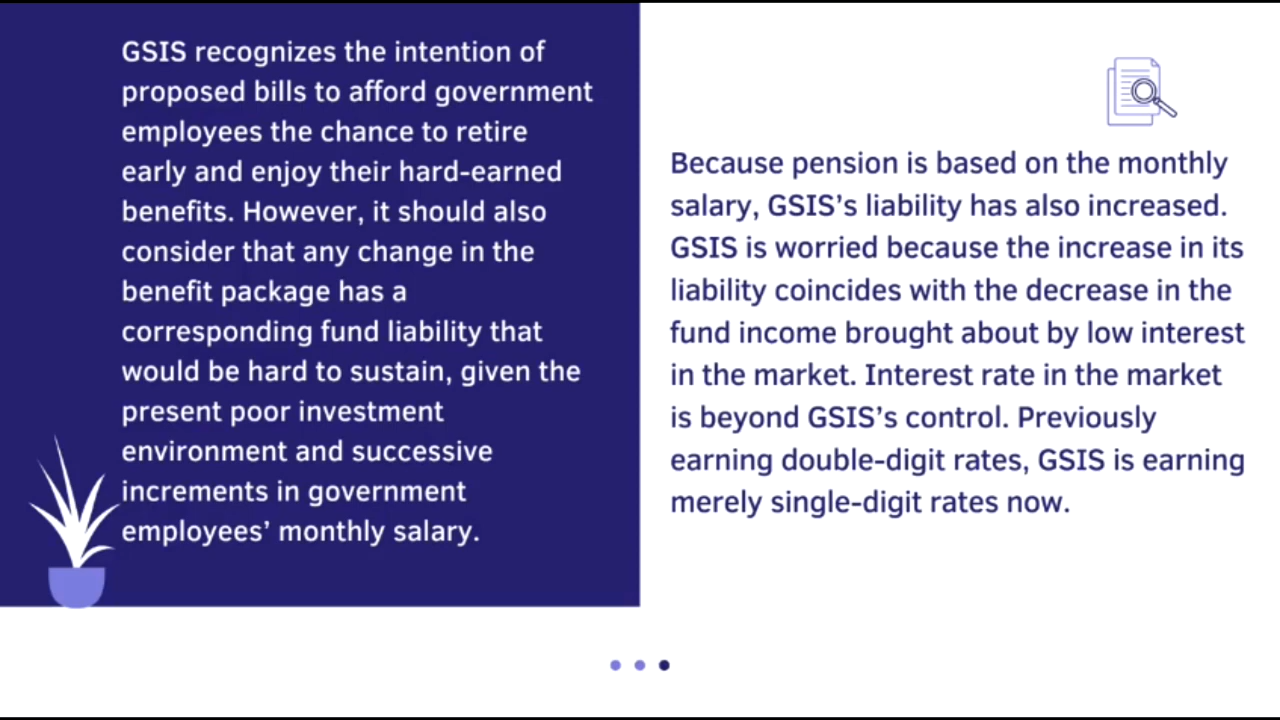 GSIS recognizes the intention of
proposed bills to afford government
employees the chance to retire
early and enjoy their hard-earned
benefits. However, it should also
consider that any change in the
benefit package has a
corresponding fund liability that
would be hard to sustain, given the
present poor investment
environment and successive
increments in government
employees’ monthly salary.
Because pension is based on the monthly
salary, GSIS’s liability has also increased.
GSIS is worried because the increase in its
liability coincides with the decrease in the
fund income brought about by low interest
in the market. Interest rate in the market
is beyond GSIS’s control. Previously
earning double-digit rates, GSIS is earning
merely single-digit rates now.